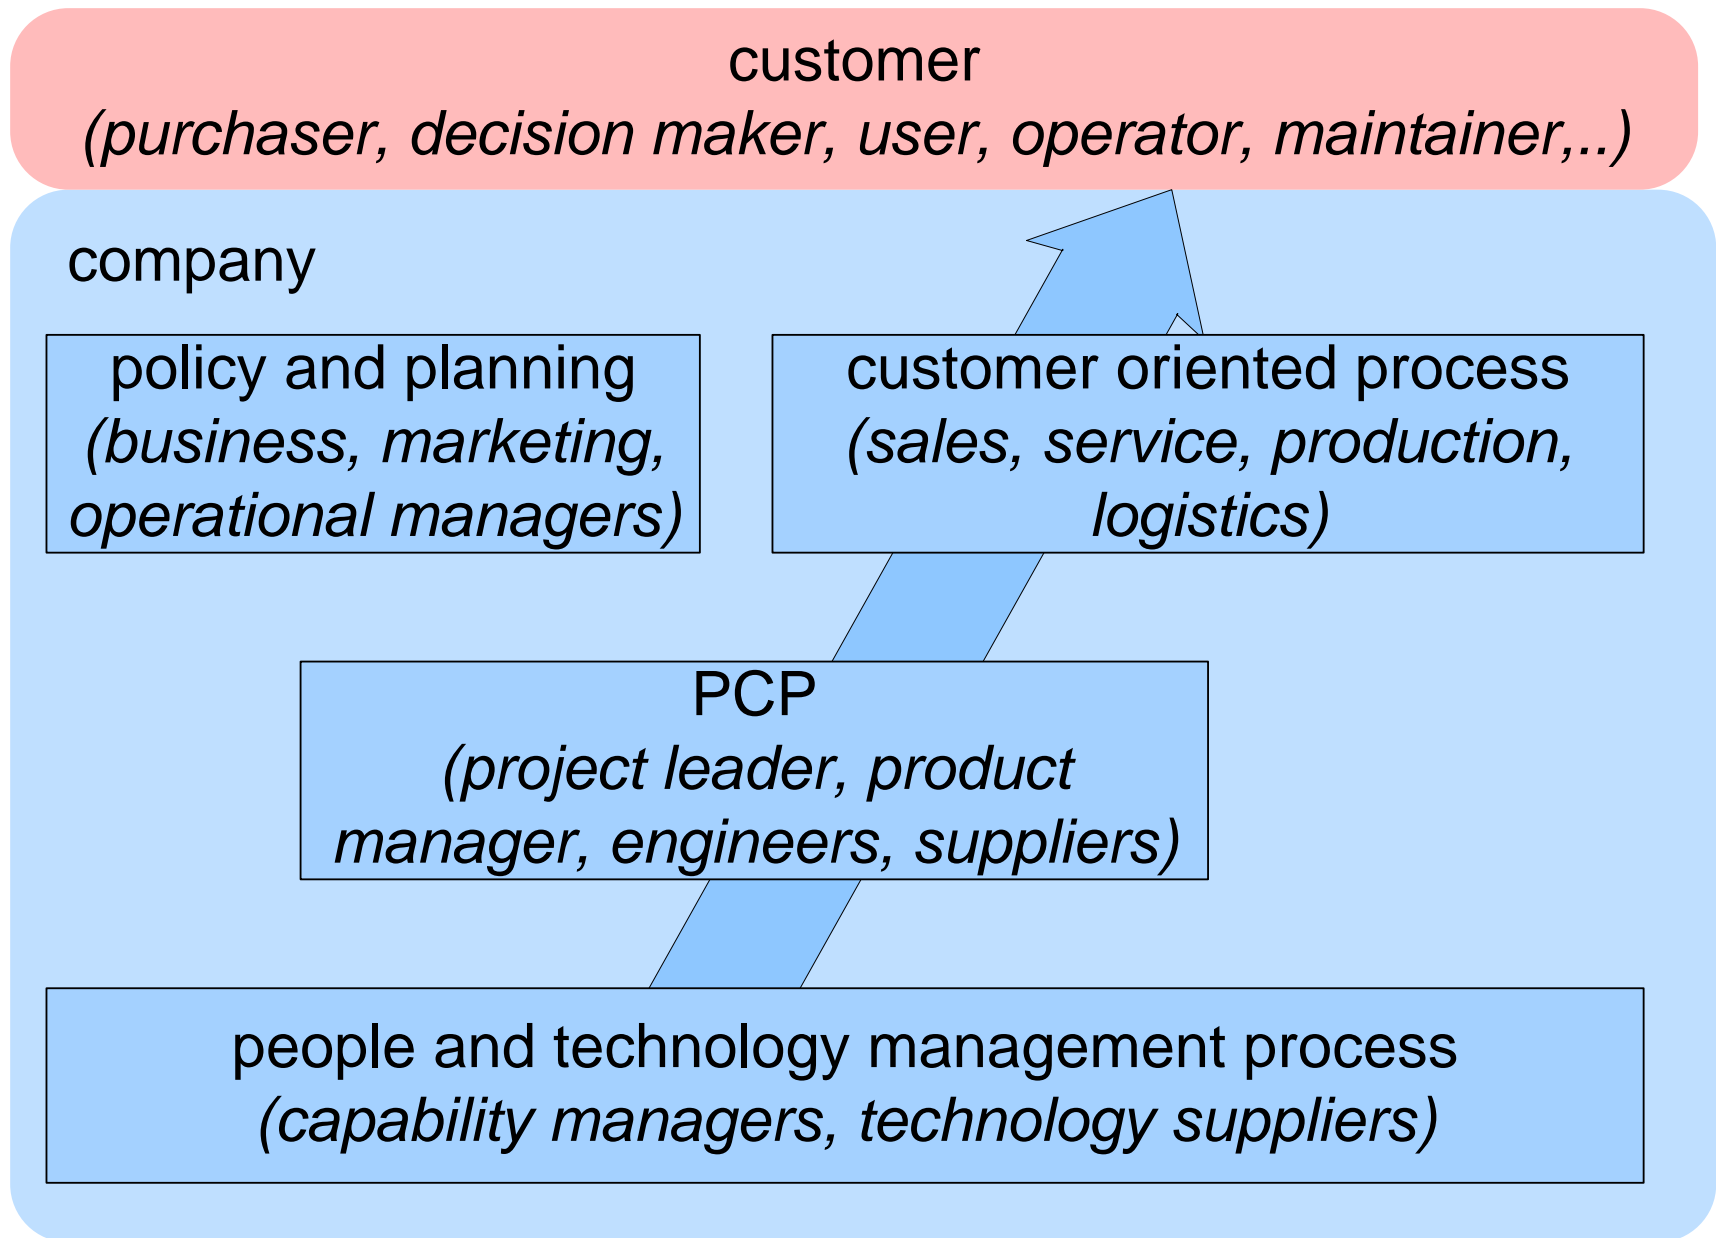 customer
(purchaser, decision maker, user, operator, maintainer,..)
company
policy and planning
(business, marketing,
operational managers)
customer oriented process
(sales, service, production,
logistics)
PCP
(project leader, product
manager, engineers, suppliers)
people and technology management process
(capability managers, technology suppliers)